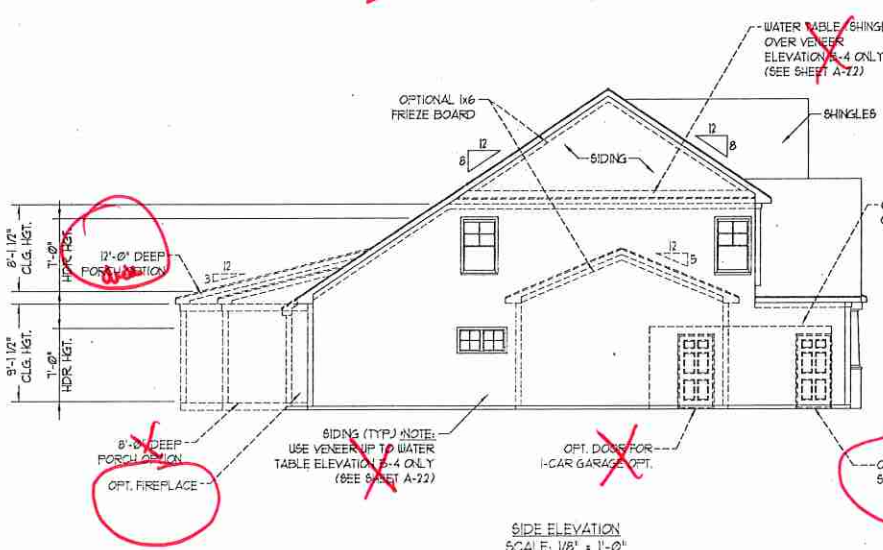 WATER TABLE (SHINGL
OVER VENEER
ELEVATION B-4 ONLY
(SEE SHEET A-22)
OPTIONAL 1x6
FRIEZE BOARD
12
8
SIDING
12
8
SHINGLES
8'-1 1/2"
CLG. HGT.
7'-0"
HDR HGT.
12'-0" DEEP
PORCH OPTION
12
3
12
5
9'-1 1/2"
CLG. HGT.
7'-0"
HDR HGT.
8'-0" DEEP
PORCH OPTION
OPT. FIREPLACE
SIDING (TYP.) NOTE:
USE VENEER UP TO WATER
TABLE ELEVATION B-4 ONLY
(SEE SHEET A-22)
OPT. DOOR FOR
1-CAR GARAGE OPT.
O
S
SIDE ELEVATION
SCALE: 1/8" = 1'-0"